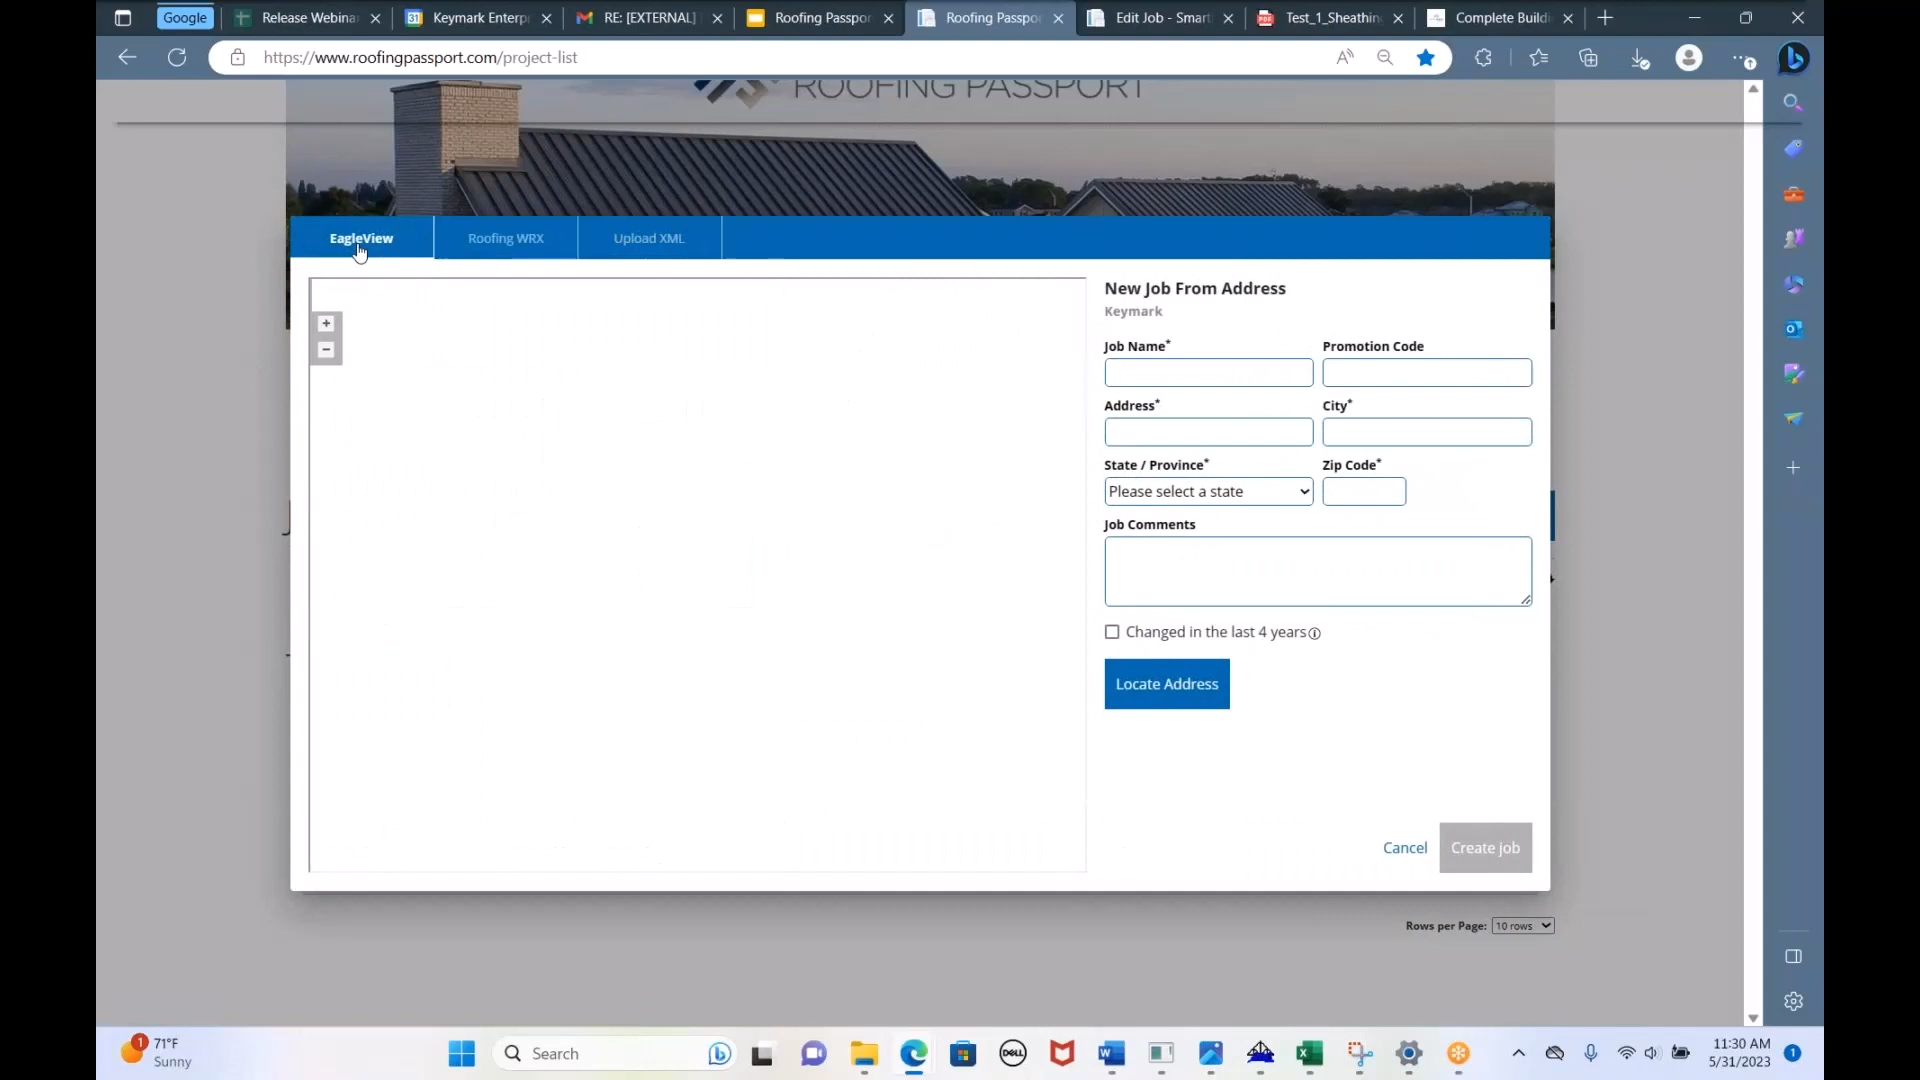 Google
Release Webina
Keymark Enterp
RE: [EXTERNAL]
Roofing Passpor
Roofing Passpo
Edit Job - Smart
Test_1_Sheathin
Complete Buildi
https://www.roofingpassport.com/project-list
ROOFING PASSPORT
EagleView
Roofing WRX
Upload XML
New Job From Address
Keymark
Job Name*
Promotion Code
Address*
City*
State / Province*
Zip Code*
Please select a state
Job Comments
Changed in the last 4 years
Locate Address
Cancel
Create job
Rows per Page: 10 rows
1
71°F
Sunny
Search
DELL
11:30 AM
5/31/2023
1